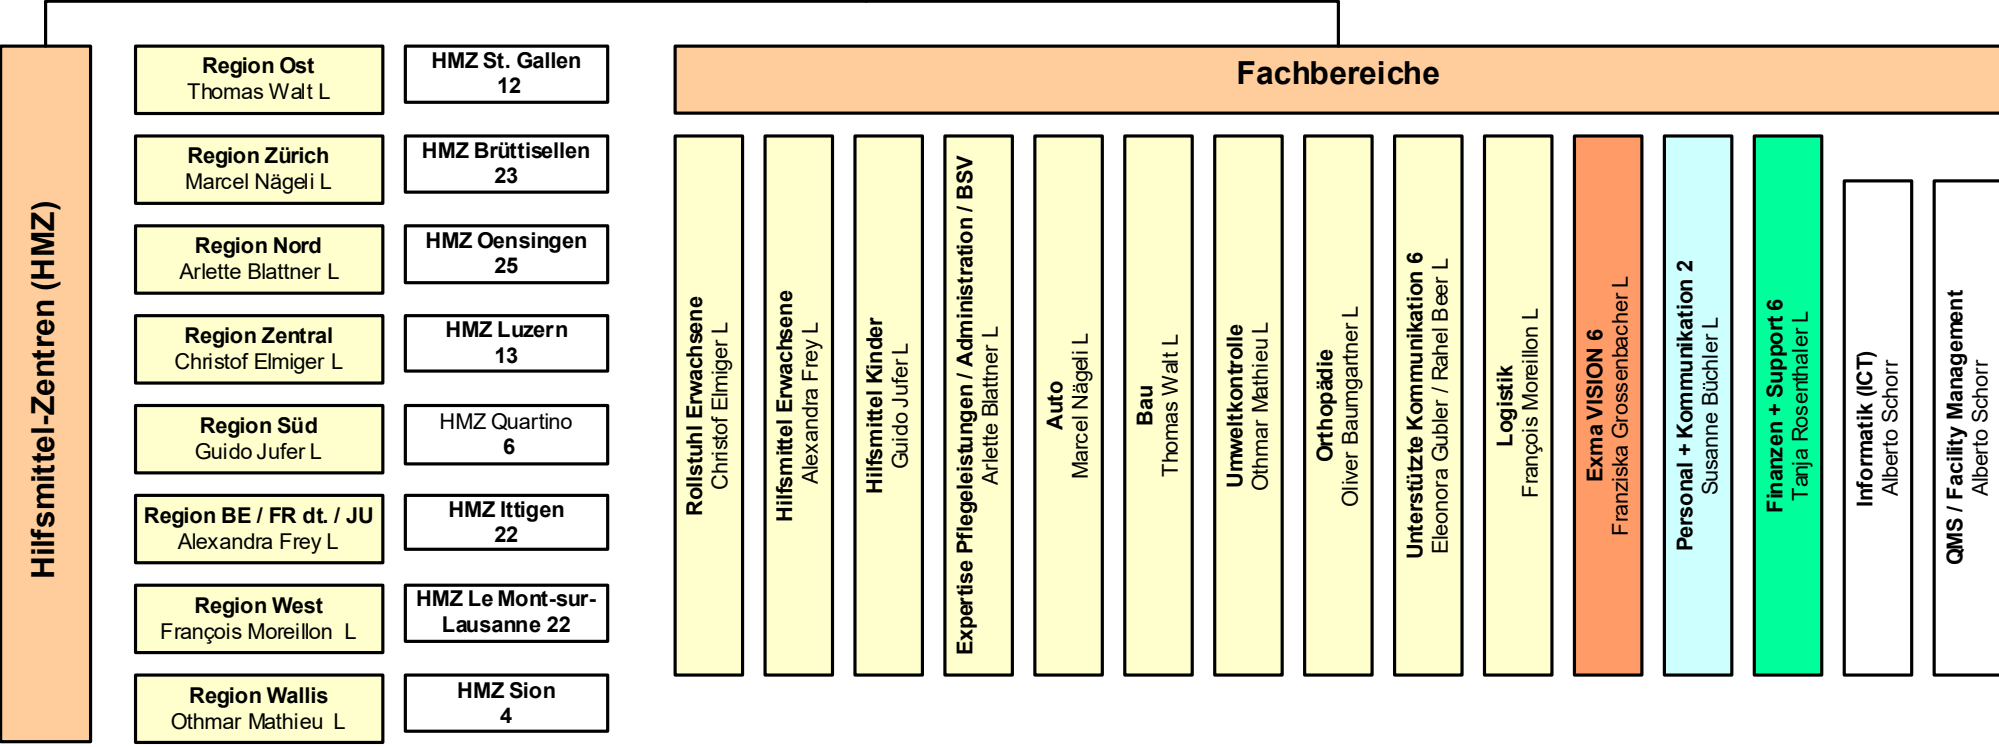 Hilfsmittel-Zentren (HMZ)
Region Ost
Thomas Walt L
HMZ St. Gallen
12
Region Zürich
Marcel Nägeli L
HMZ Brüttisellen
23
Region Nord
Arlette Blattner L
HMZ Oensingen
25
Region Zentral
Christof Elmiger L
HMZ Luzern
13
Region Süd
Guido Jufer L
HMZ Quartino
6
Region BE / FR dt. / JU
Alexandra Frey L
HMZ Ittigen
22
Region West
François Moreillon L
HMZ Le Mont-sur-
Lausanne 22
Region Wallis
Othmar Mathieu L
HMZ Sion
4
Fachbereiche
Rollstuhl Erwachsene
Christof Elmiger L
Hilfsmittel Erwachsene
Alexandra Frey L
Hilfsmittel Kinder
Guido Jufer L
Expertise Pflegeleistungen / Administration / BSV
Arlette Blattner L
Auto
Marcel Nägeli L
Bau
Thomas Walt L
Umweltkontrolle
Othmar Mathieu L
Orthopädie
Oliver Baumgartner L
Unterstützte Kommunikation 6
Eleonora Gubler / Rahel Beer L
Logistik
François Moreillon L
Exma VISION 6
Franziska Grossenbacher L
Personal + Kommunikation 2
Susanne Büchler L
Finanzen + Support 6
Tanja Rosenthaler L
Informatik (ICT)
Alberto Schorr
QMS / Facility Management
Alberto Schorr